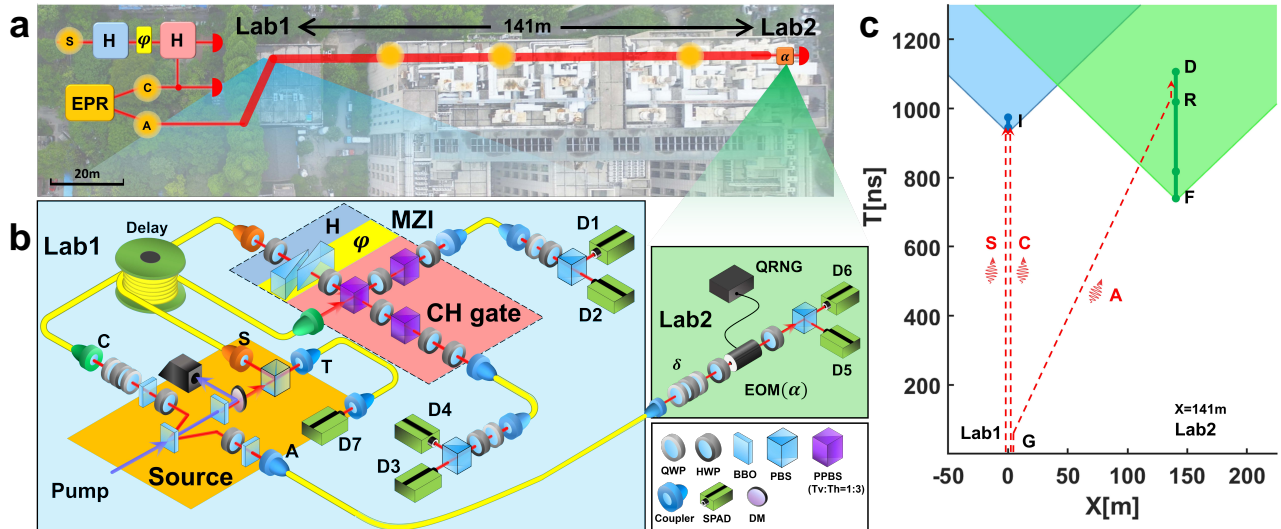 a
Lab1
141m
Lab2
S
H
φ
H
C
EPR
A
α
20m
b
Lab1
Delay
H
φ
MZI
CH gate
D1
D2
C
S
T
A
D7
D4
D3
Source
Pump
QRNG
D6
Lab2
δ
D5
EOM(α)
QWP
HWP
BBO
PBS
PPBS
(Tv:Th=1:3)
Coupler
SPAD
DM
c
T[ns]
1200
1000
800
600
400
200
D
R
I
F
S
C
A
X=141m
Lab1
G
Lab2
-50
0
50
100
150
200
X[m]